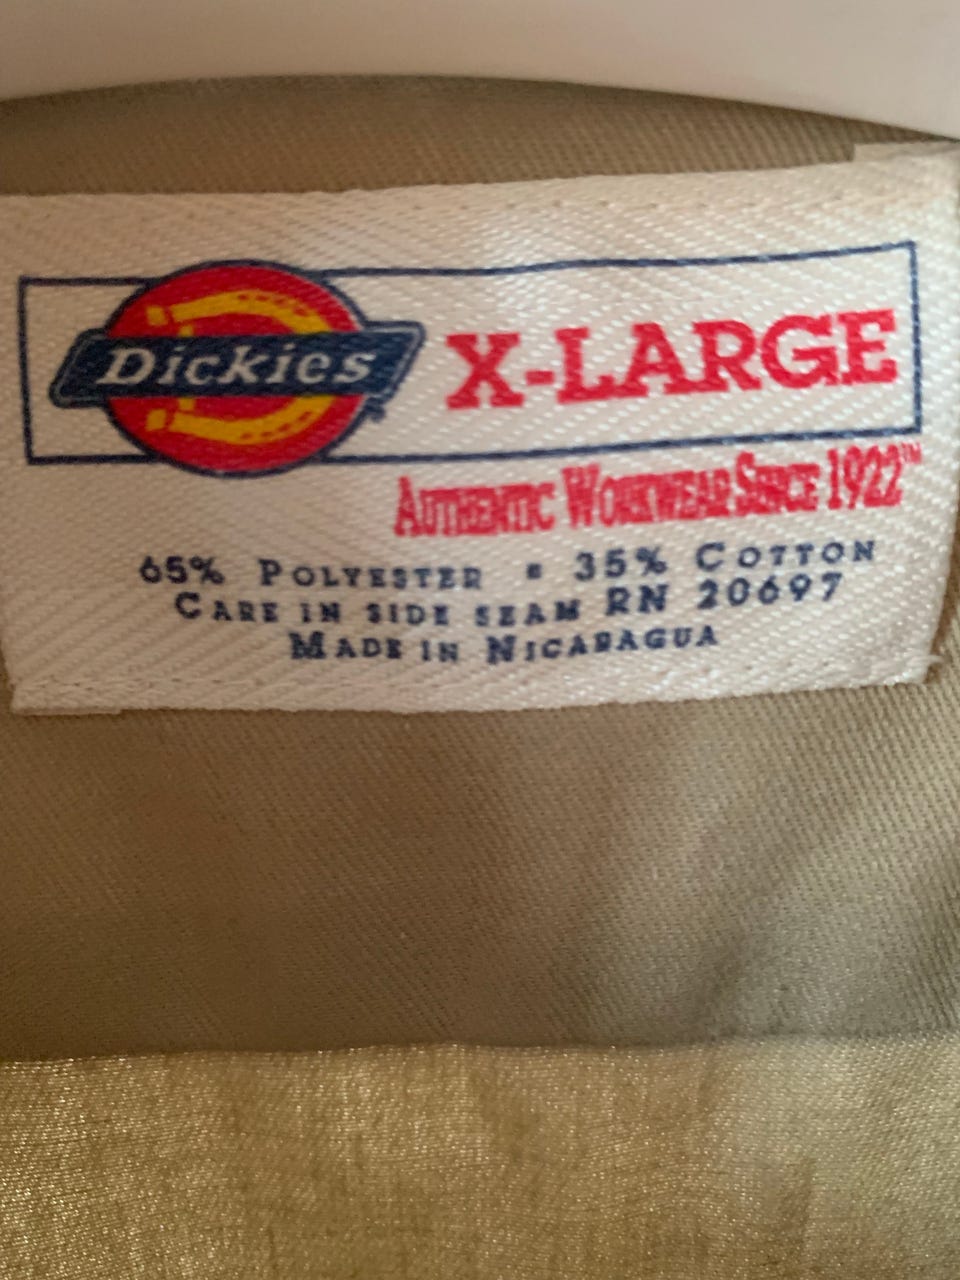 Dickies X-LARGE
AUTHENTIC WORKWEAR SINCE 1922™
65% POLYESTER ▪ 35% COTTON
CARE IN SIDE SEAM RN 20697
MADE IN NICARAGUA